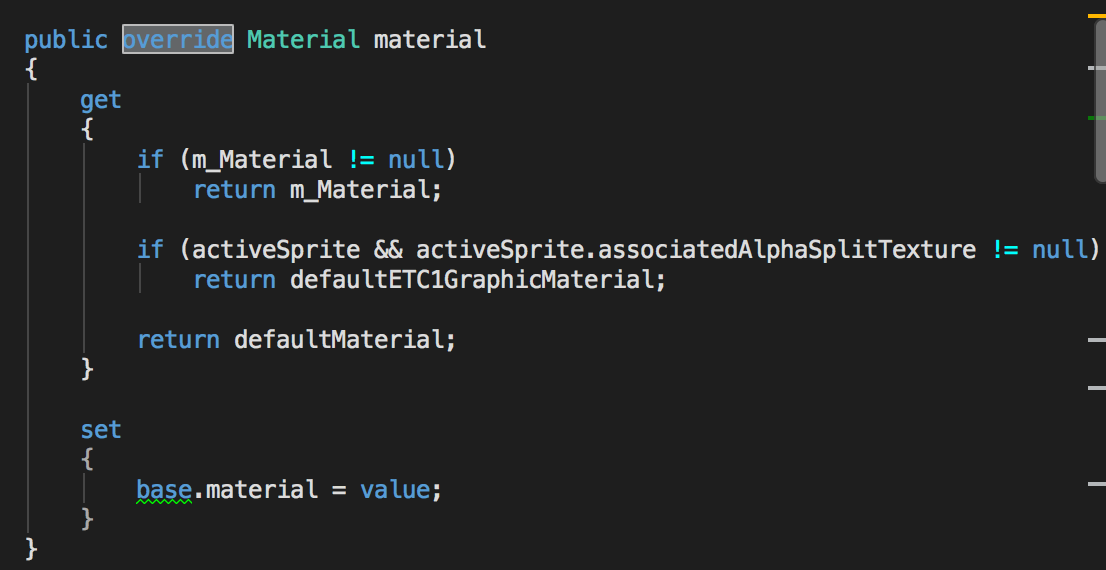 public override Material material
{
    get
    {
        if (m_Material != null)
            return m_Material;

        if (activeSprite && activeSprite.associatedAlphaSplitTexture != null)
            return defaultETC1GraphicMaterial;

        return defaultMaterial;
    }

    set
    {
        base.material = value;
    }
}